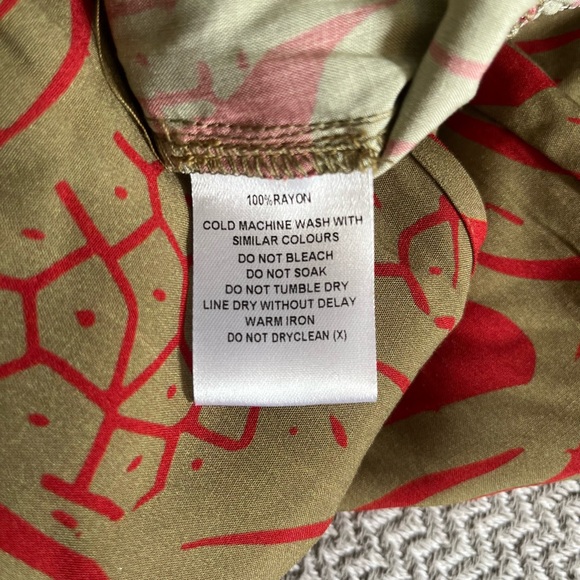 100%RAYON
COLD MACHINE WASH WITH
SIMILAR COLOURS
DO NOT BLEACH
DO NOT SOAK
DO NOT TUMBLE DRY
LINE DRY WITHOUT DELAY
WARM IRON
DO NOT DRYCLEAN (X)